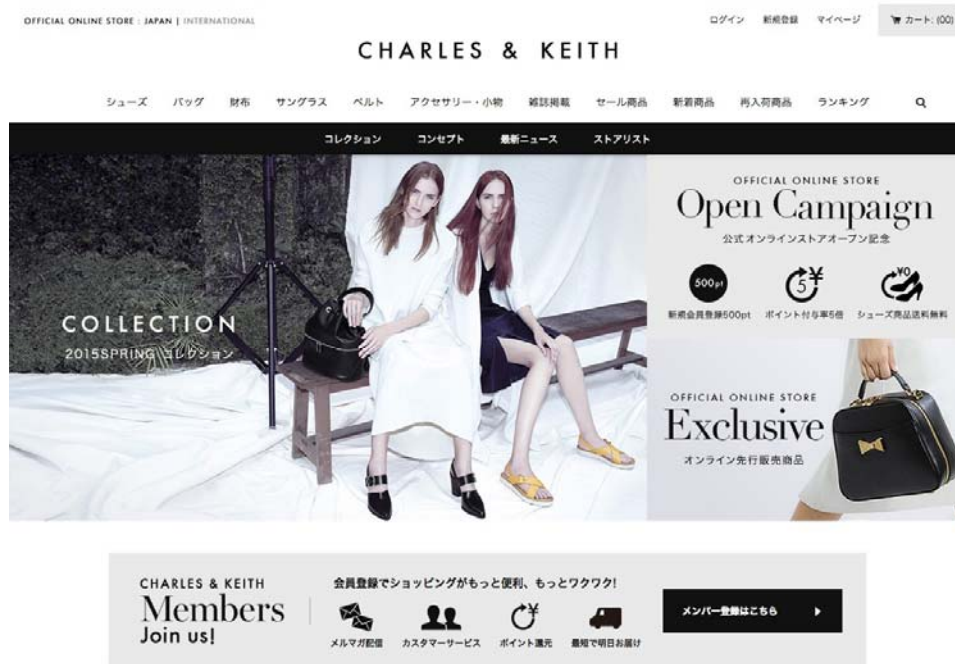 OFFICIAL ONLINE STORE : JAPAN | INTERNATIONAL
ログイン 新規登録 マイページ カート: (00)
CHARLES & KEITH
シューズ バッグ 財布 サングラス ベルト アクセサリー・小物 雑誌掲載 セール商品 新着商品 再入荷商品 ランキング
コレクション コンセプト 最新ニュース ストアリスト
COLLECTION
2015SPRING コレクション
OFFICIAL ONLINE STORE
Open Campaign
公式オンラインストアオープン記念
500pt 5 ¥ ¥0
新規会員登録500pt ポイント付与率5倍 シューズ商品送料無料
OFFICIAL ONLINE STORE
Exclusive
オンライン先行販売商品
CHARLES & KEITH
Members
Join us!
会員登録でショッピングがもっと便利、もっとワクワク!
¥
メルマガ配信 カスタマーサービス ポイント還元 最短で明日お届け
メンバー登録はこちら